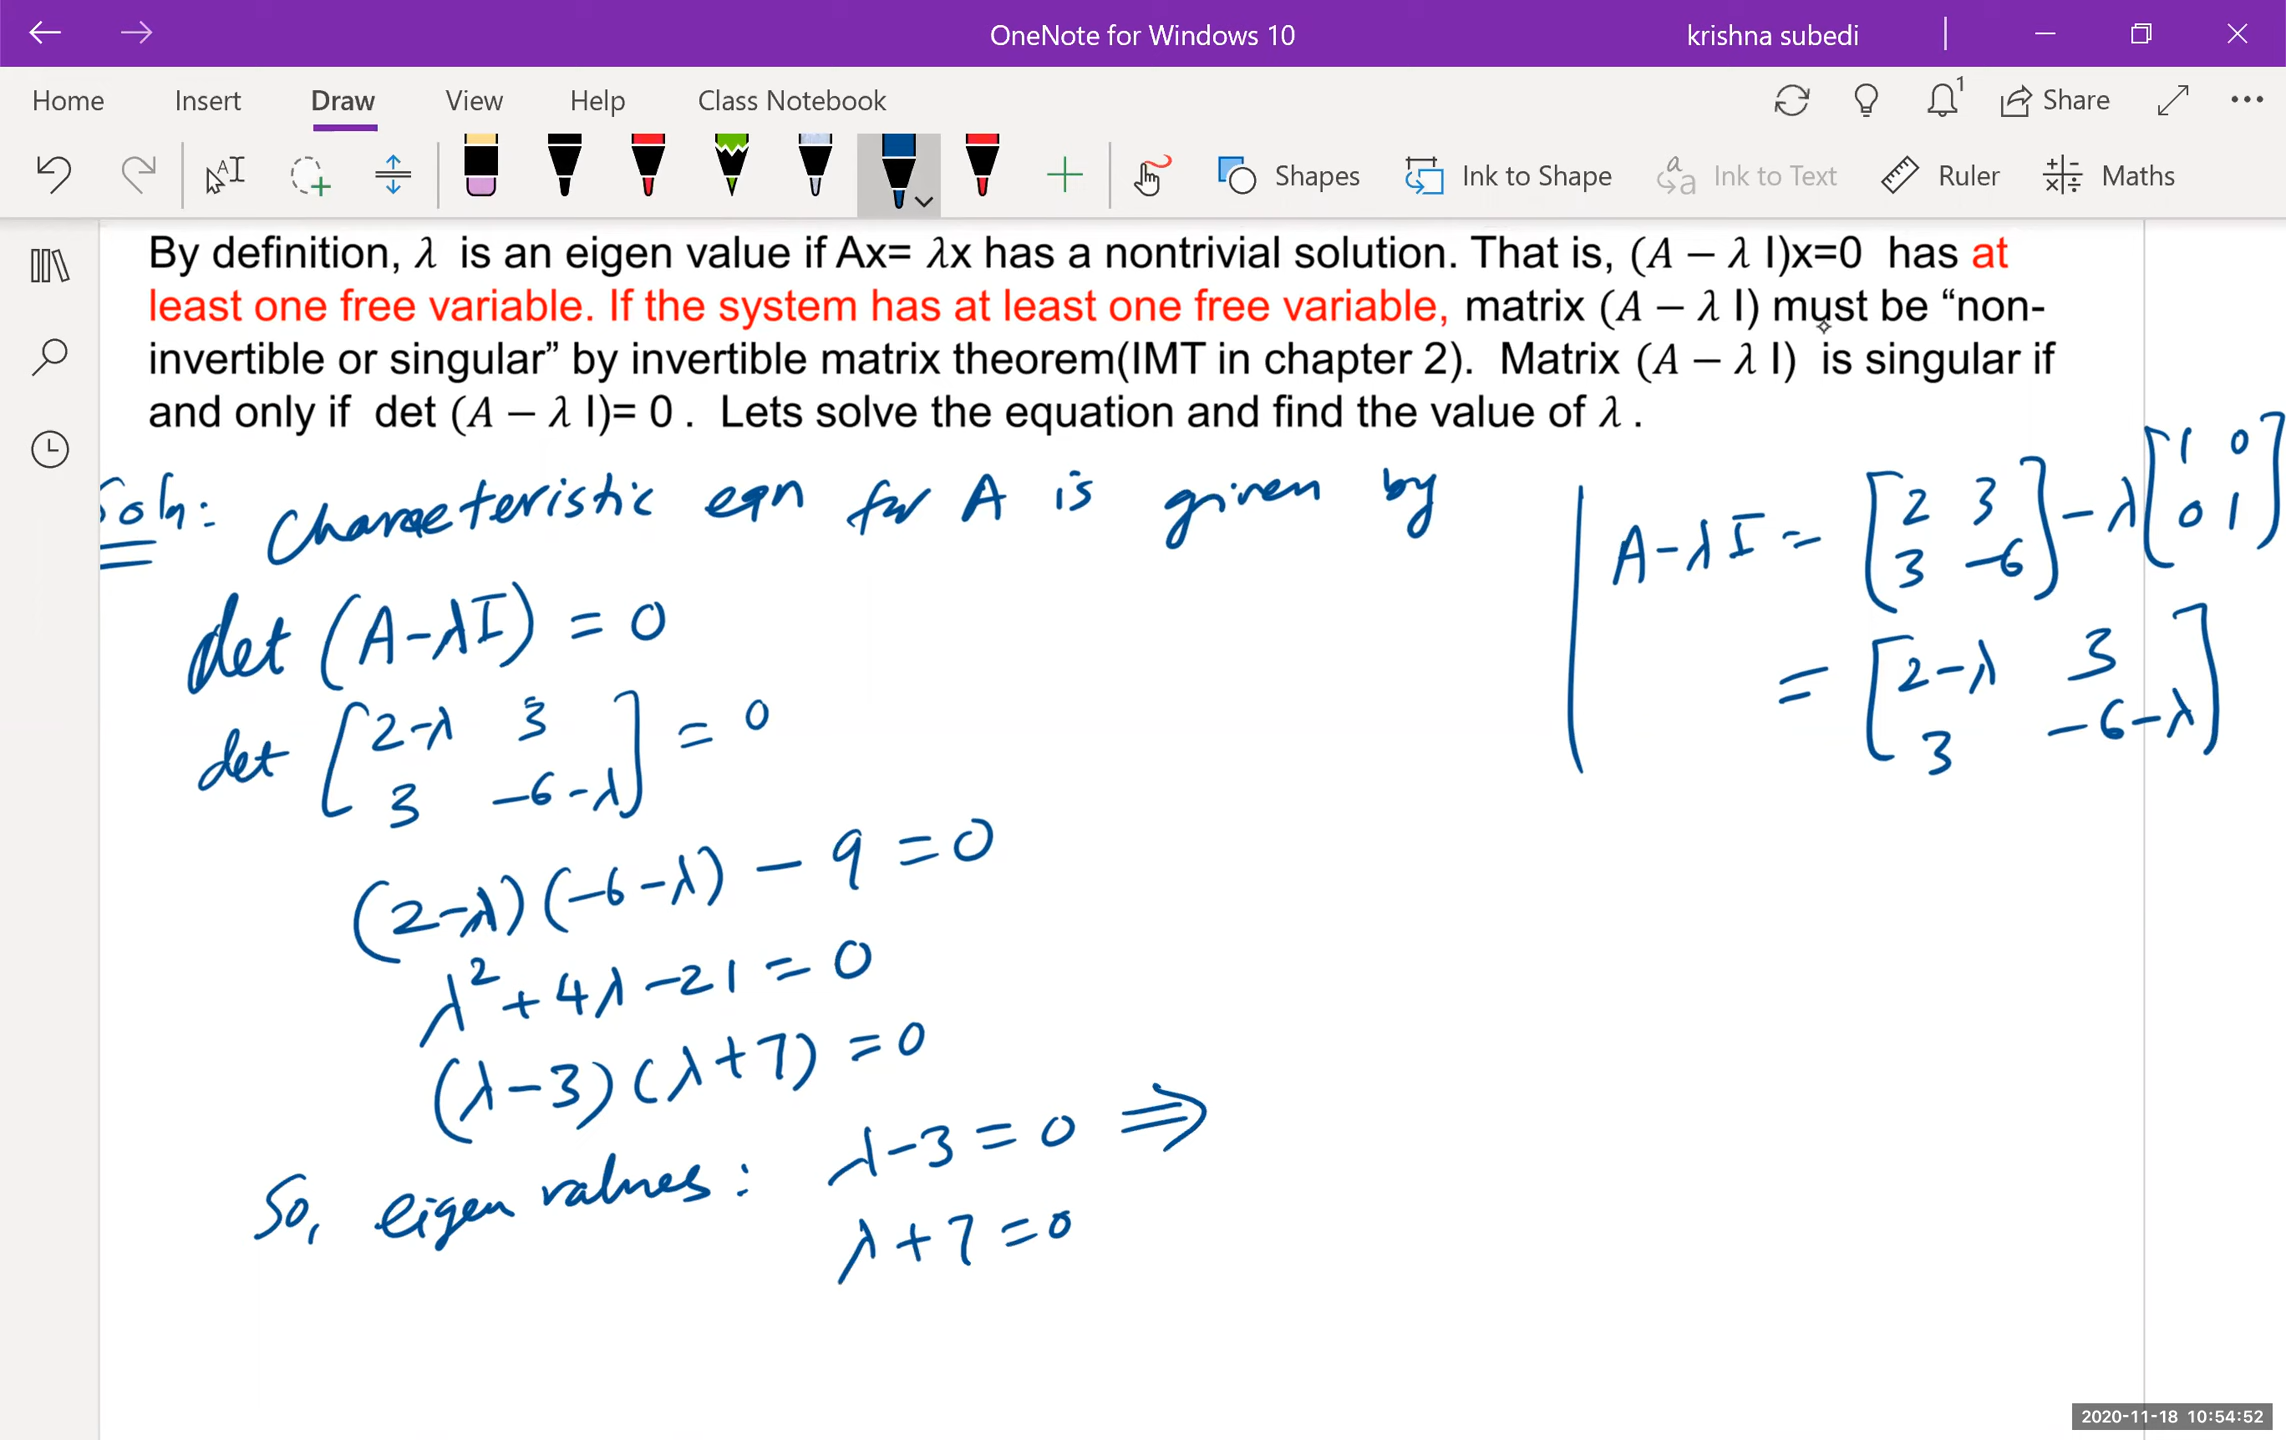 OneNote for Windows 10
krishna subedi
Home Insert Draw View Help Class Notebook
1
Share
Shapes Ink to Shape Ink to Text Ruler Maths
By definition, λ is an eigen value if Ax= λx has a nontrivial solution. That is, (A − λ I)x=0 has at
least one free variable. If the system has at least one free variable, matrix (A − λ I) must be “non-
invertible or singular” by invertible matrix theorem(IMT in chapter 2). Matrix (A − λ I) is singular if
and only if det (A − λ I)= 0 . Lets solve the equation and find the value of λ .
Soln: Characteristic eqn for A is given by
det (A-λI) = 0
det [2-λ 3
3 -6-λ] = 0
(2-λ)(-6-λ) - 9 = 0
λ²+4λ-21 = 0
(λ-3)(λ+7) = 0
So, eigen values: λ-3 = 0 ⇒
λ+7 = 0
A-λI = [2 3
3 -6] - λ[1 0
0 1]
= [2-λ 3
3 -6-λ]
2020-11-18 10:54:52